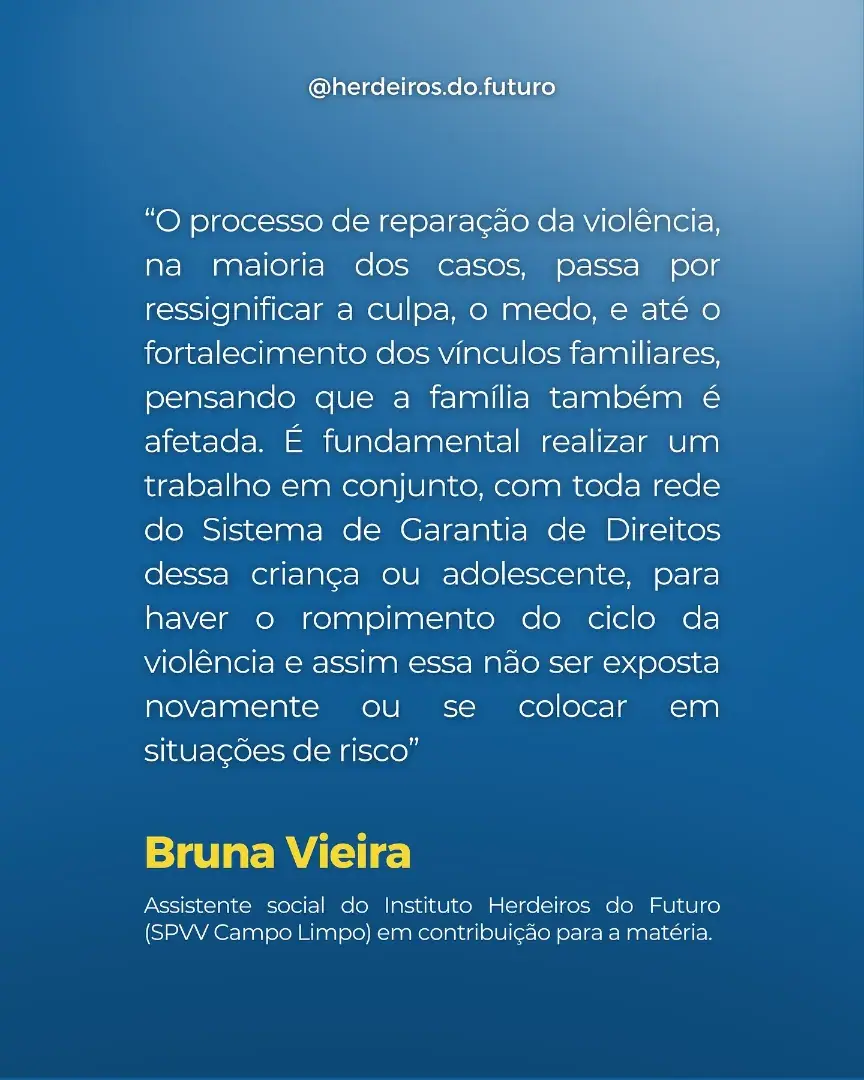 @herdeiros.do.futuro
“O processo de reparação da violência,
na maioria dos casos, passa por
ressignificar a culpa, o medo, e até o
fortalecimento dos vínculos familiares,
pensando que a família também é
afetada. É fundamental realizar um
trabalho em conjunto, com toda rede
do Sistema de Garantia de Direitos
dessa criança ou adolescente, para
haver o rompimento do ciclo da
violência e assim essa não ser exposta
novamente ou se colocar em
situações de risco”
Bruna Vieira
Assistente social do Instituto Herdeiros do Futuro
(SPVV Campo Limpo) em contribuição para a matéria.